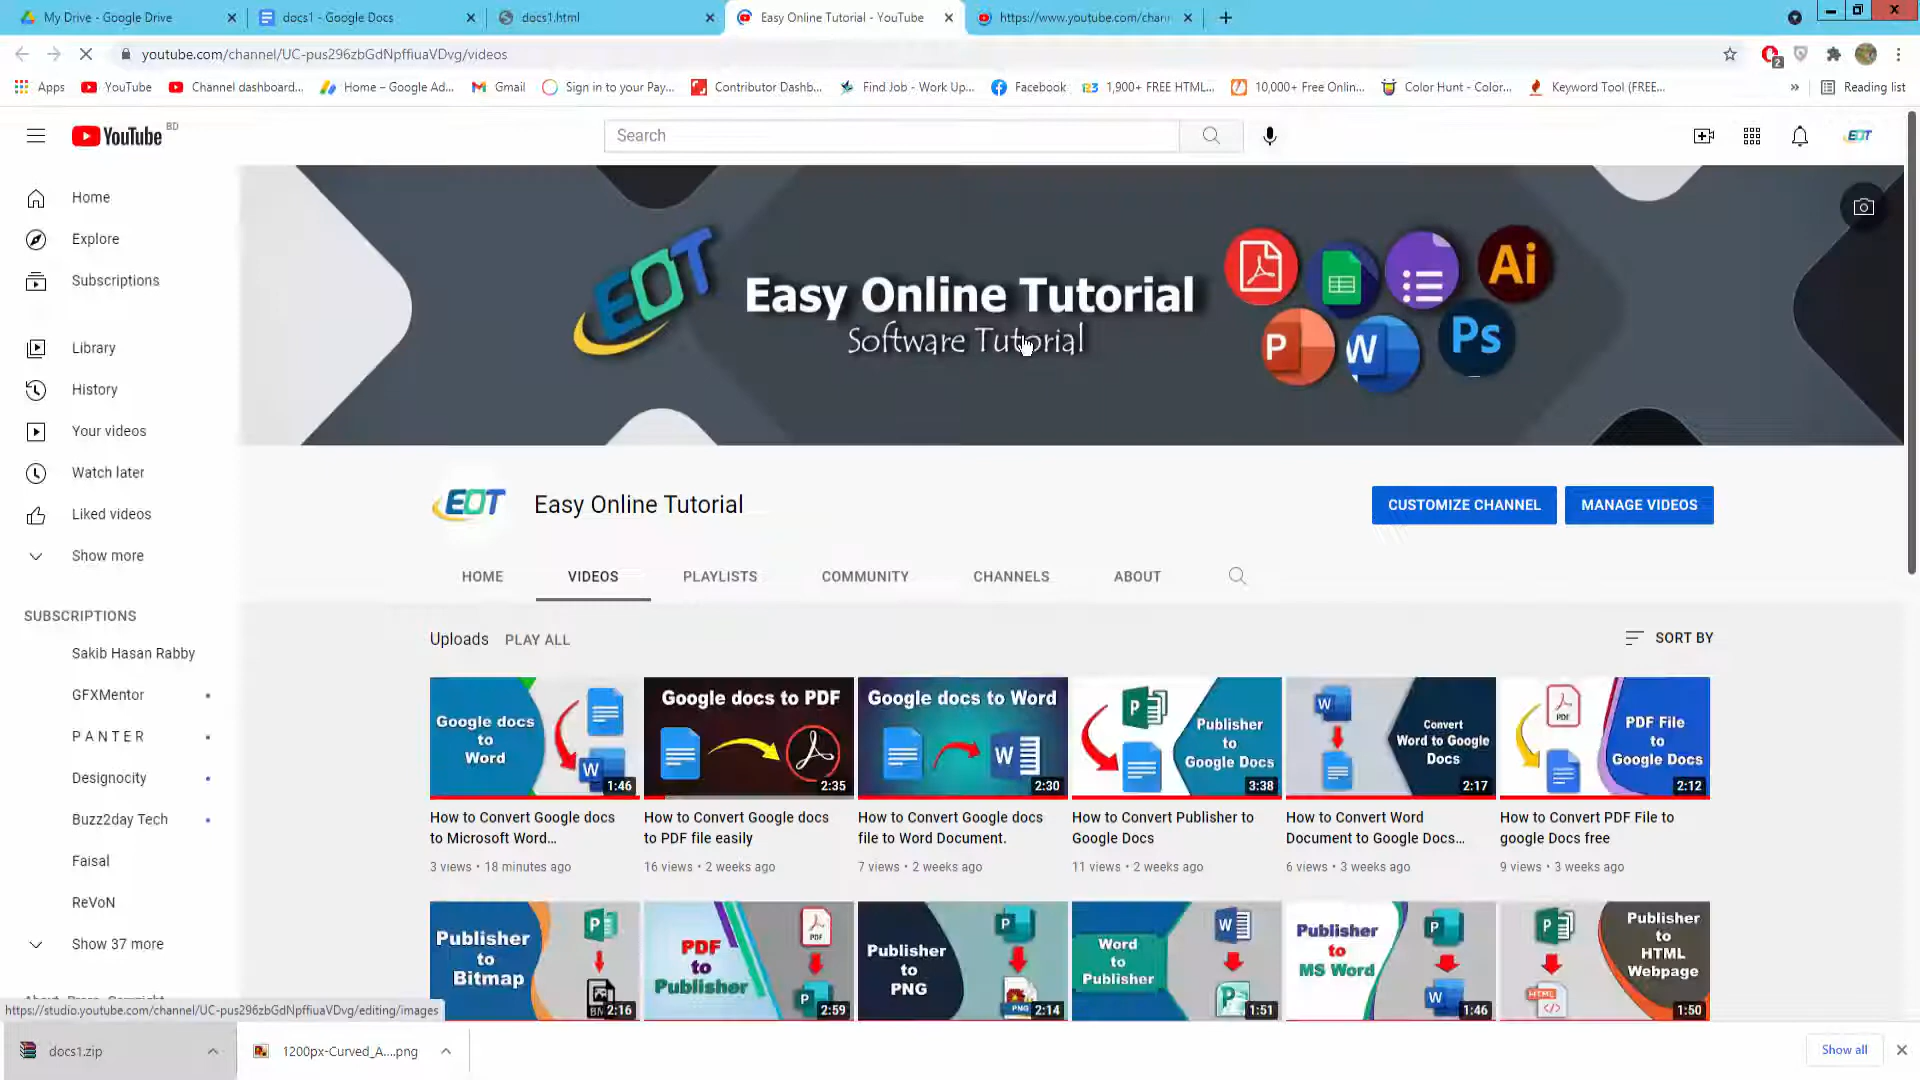 My Drive - Google Drive
docs1 - Google Docs
docs1.html
Easy Online Tutorial - YouTube
https://www.youtube.com/chann
youtube.com/channel/UC-pus296zbGdNpffiuaVDvg/videos
2
Apps
YouTube
Channel dashboard...
Home – Google Ad...
Gmail
Sign in to your Pay...
Contributor Dashb...
Find Job - Work Up...
Facebook
1,900+ FREE HTML...
10,000+ Free Onlin...
Color Hunt - Color...
Keyword Tool (FREE...
»
Reading list
YouTube BD
Search
EOT
Home
Explore
Subscriptions
Library
History
Your videos
Watch later
Liked videos
Show more
SUBSCRIPTIONS
Sakib Hasan Rabby
GFXMentor
P A N T E R
Designocity
Buzz2day Tech
Faisal
ReVoN
Show 37 more
EOT
Easy Online Tutorial
Software Tutorial
Ai
P
W
Ps
EOT
Easy Online Tutorial
CUSTOMIZE CHANNEL
MANAGE VIDEOS
HOME
VIDEOS
PLAYLISTS
COMMUNITY
CHANNELS
ABOUT
Uploads
PLAY ALL
SORT BY
Google docs
to
Word
W
1:46
Google docs to PDF
2:35
Google docs to Word
W
2:30
P
Publisher
to
Google Docs
3:38
W
Convert
Word to Google
Docs
2:17
PDF
PDF File
to
Google Docs
2:12
How to Convert Google docs
to Microsoft Word...
3 views • 18 minutes ago
How to Convert Google docs
to PDF file easily
16 views • 2 weeks ago
How to Convert Google docs
file to Word Document.
7 views • 2 weeks ago
How to Convert Publisher to
Google Docs
11 views • 2 weeks ago
How to Convert Word
Document to Google Docs...
6 views • 3 weeks ago
How to Convert PDF File to
google Docs free
9 views • 3 weeks ago
Publisher
to
Bitmap
P
2:16
PDF
to
Publisher
PDF
P
2:59
Publisher
to
PNG
P
PNG
2:14
Word
to
Publisher
W
P
1:51
Publisher
to
MS Word
P
W
1:46
P
HTML
Publisher
to
HTML
Webpage
1:50
https://studio.youtube.com/channel/UC-pus296zbGdNpffiuaVDvg/editing/images
docs1.zip
1200px-Curved_A....png
Show all